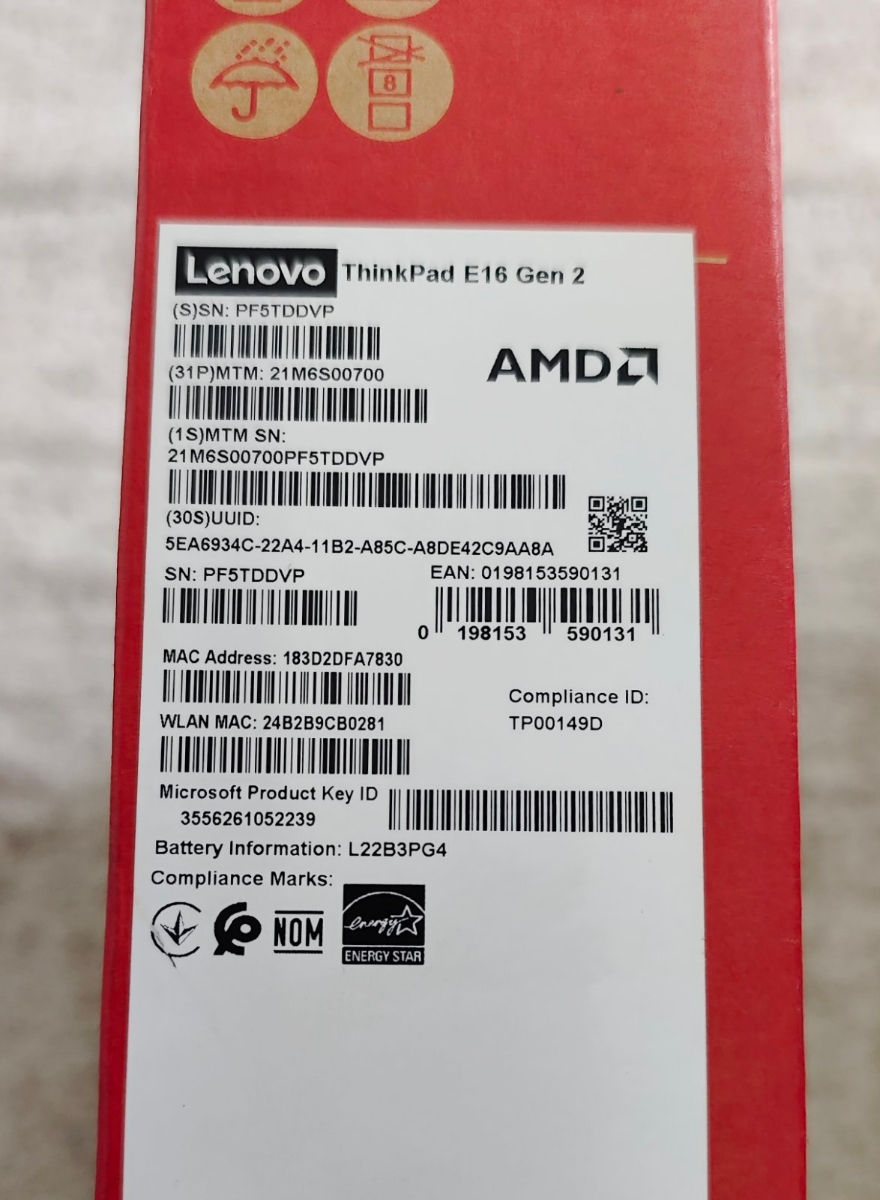 8
Lenovo ThinkPad E16 Gen 2
(S)SN: PF5TDDVP
AMD
(31P)MTM: 21M6S00700
(1S)MTM SN:
21M6S00700PF5TDDVP
(30S)UUID:
5EA6934C-22A4-11B2-A85C-A8DE42C9AA8A
SN: PF5TDDVP
EAN: 0198153590131
0 198153 590131
MAC Address: 183D2DFA7830
Compliance ID:
TP00149D
WLAN MAC: 24B2B9CB0281
Microsoft Product Key ID
3556261052239
Battery Information: L22B3PG4
Compliance Marks:
NOM
energy
ENERGY STAR